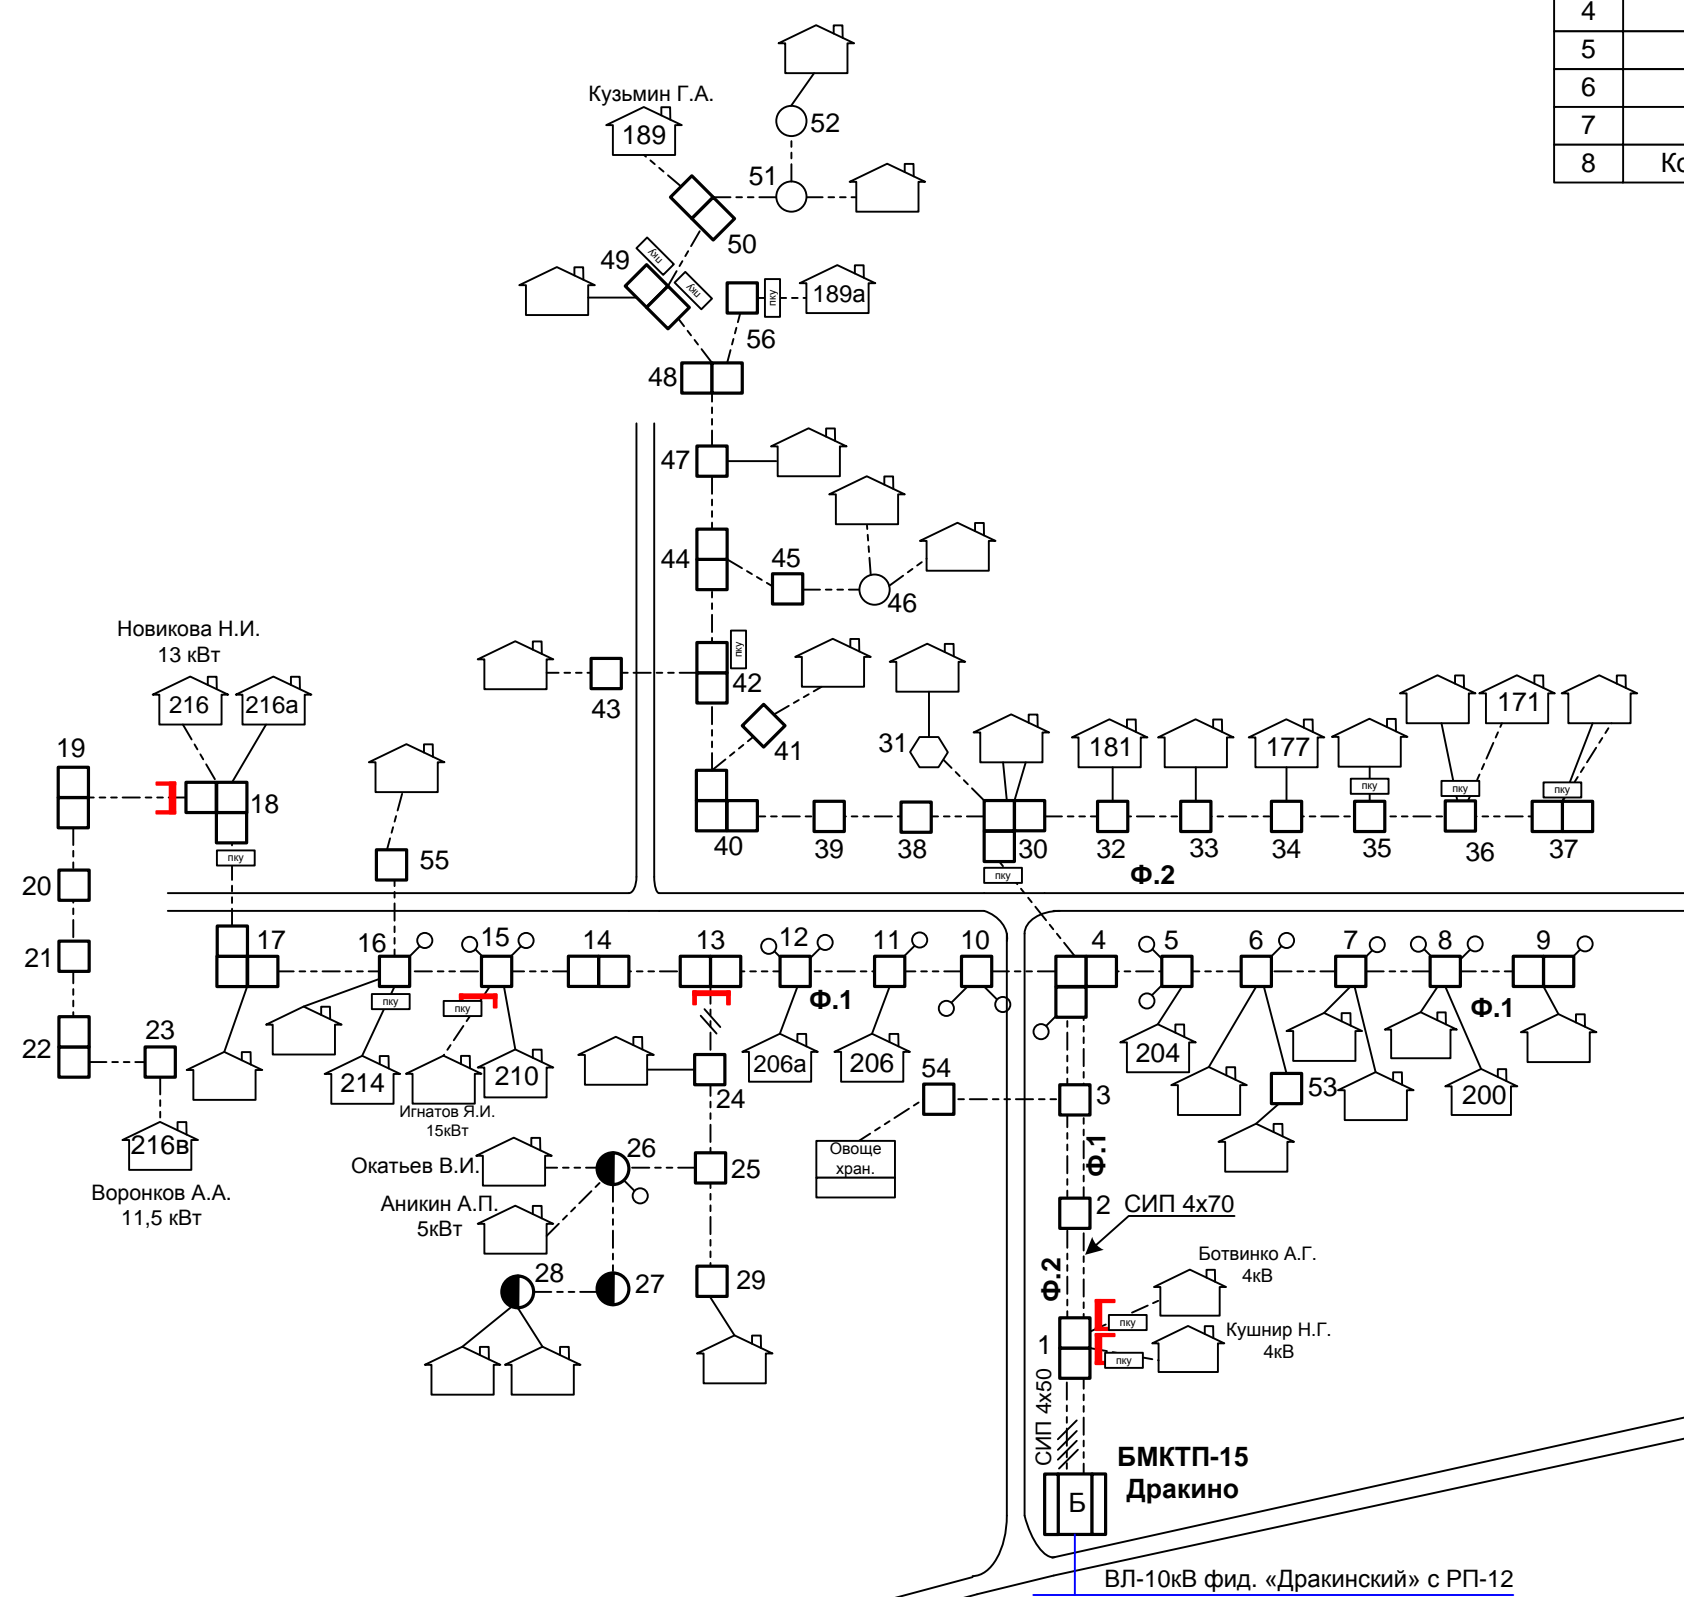 4
5
6
7
8 Ко
Кузьмин Г.А.
189
52
51
50
49
пку
пку
пку
189а
56
48
47
44
45
46
Новикова Н.И.
13 кВт
216
216а
пку
42
43
41
31
181
177
171
19
18
пку
55
пку
пку
пку
40
39
38
30
32
33
34
35
36
37
пку
Ф.2
20
21
22
23
17
16
15
14
13
12
11
10
4
5
6
7
8
9
пку
пку
Ф.1
Ф.1
214
210
206а
206
204
53
200
Игнатов Я.И.
15кВт
24
54
3
216в
Воронков А.А.
11,5 кВт
Окатьев В.И.
26
25
Овоще
хран.
Ф.1
Аникин А.П.
5кВт
2
СИП 4х70
28
27
29
Ф.2
Ботвинко А.Г.
4кВ
пку
1
Кушнир Н.Г.
4кВ
пку
СИП 4х50
БМКТП-15
Дракино
Б
ВЛ-10кВ фид. «Дракинский» с РП-12